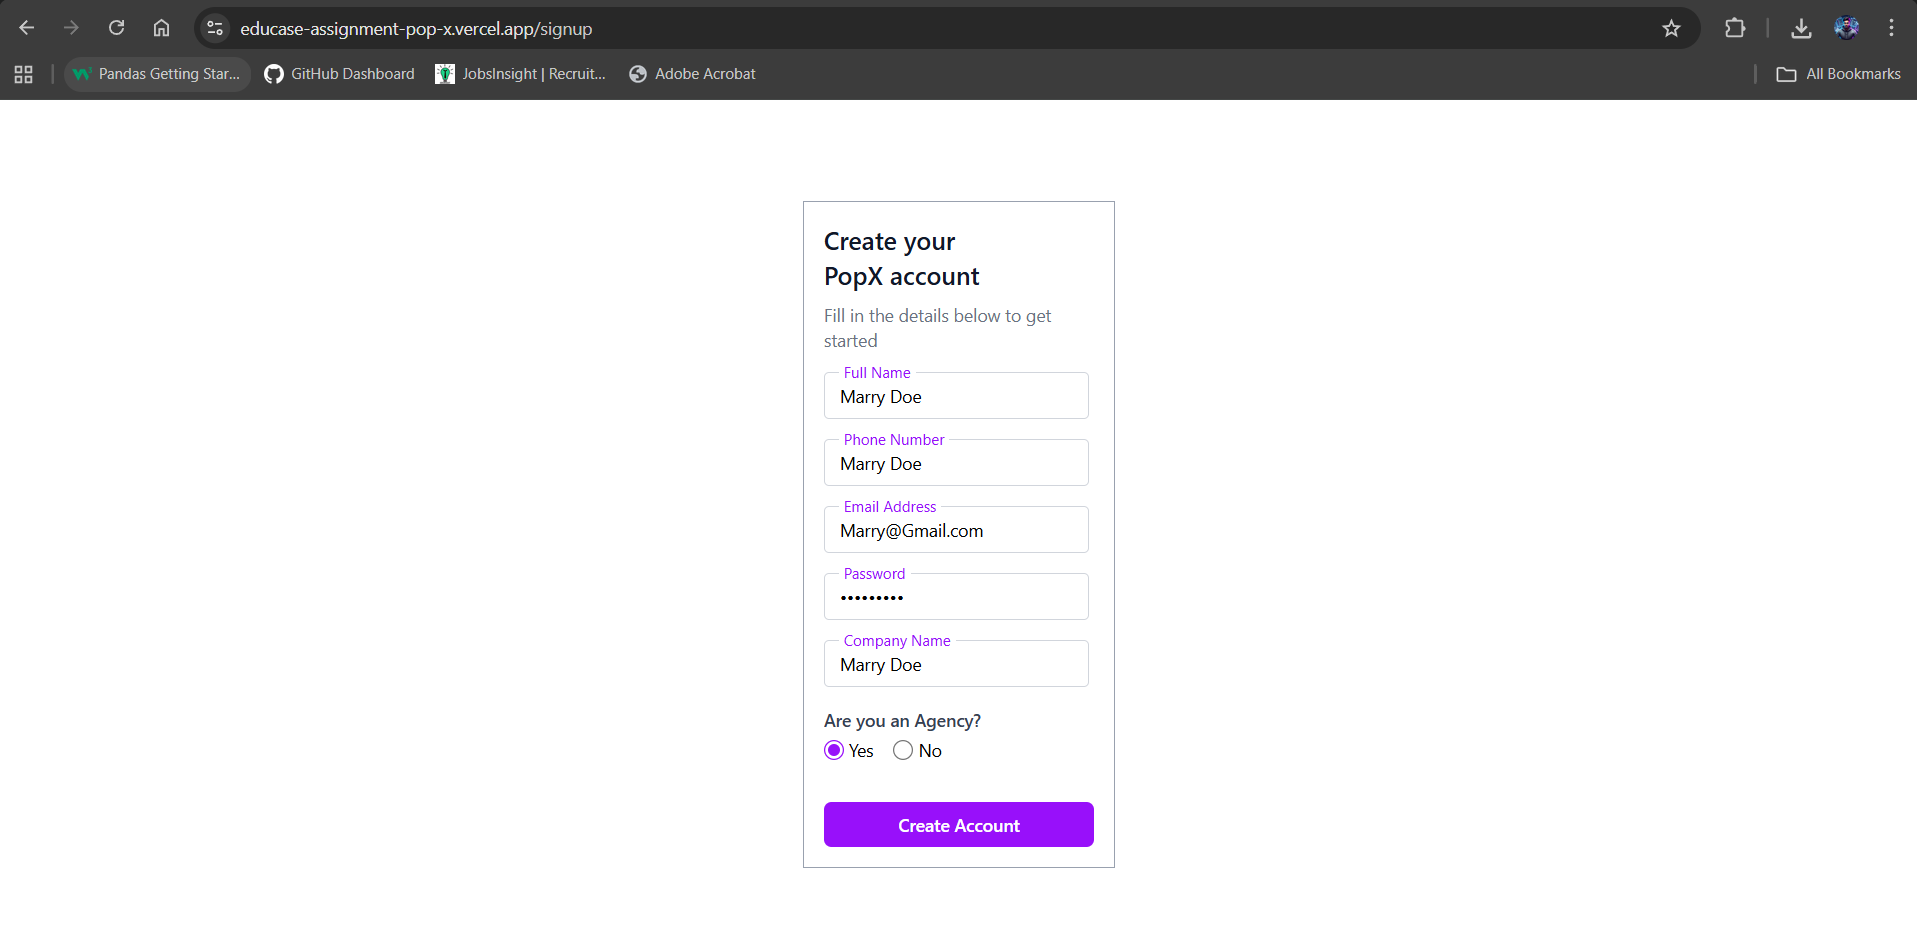 educase-assignment-pop-x.vercel.app/signup
Pandas Getting Star...
GitHub Dashboard
JobsInsight | Recruit...
Adobe Acrobat
All Bookmarks
Create your
PopX account
Fill in the details below to get
started
Full Name
Marry Doe
Phone Number
Marry Doe
Email Address
Marry@Gmail.com
Password
•••••••••
Company Name
Marry Doe
Are you an Agency?
Yes
No
Create Account